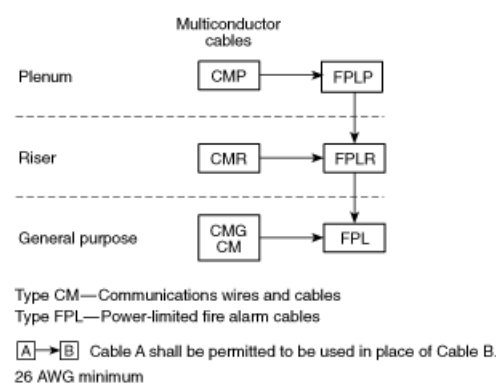 Multiconductor
cables
Plenum
CMP
FPLP
Riser
CMR
FPLR
General purpose
CMG
CM
FPL
Type CM—Communications wires and cables
Type FPL—Power-limited fire alarm cables
A B Cable A shall be permitted to be used in place of Cable B.
26 AWG minimum